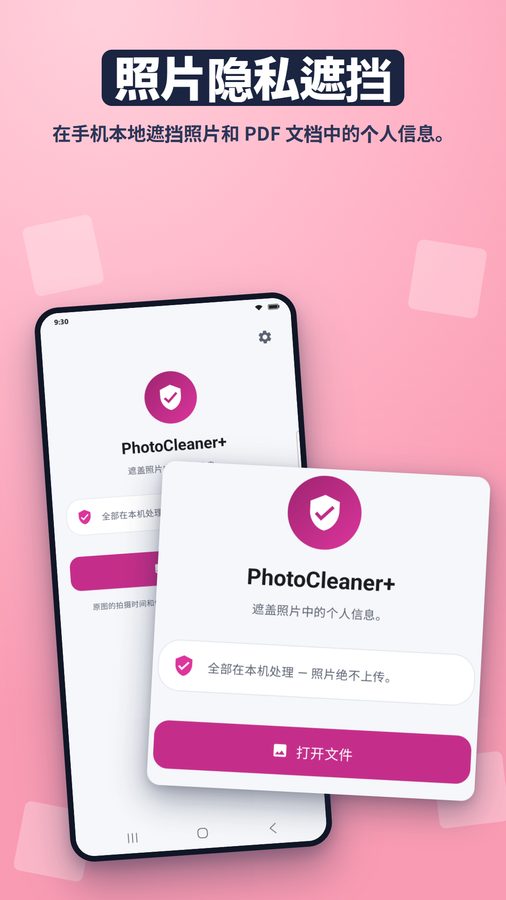 照片隐私遮挡
在手机本地遮挡照片和 PDF 文档中的个人信息。
9:30
PhotoCleaner+
遮盖照片
全部在本机处理
原图的拍摄时间和
PhotoCleaner+
遮盖照片中的个人信息。
全部在本机处理 – 照片绝不上传。
打开文件